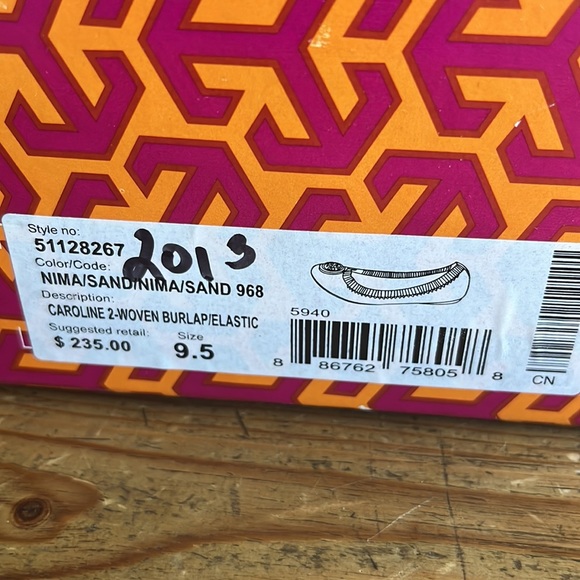 Style no:
51128267
2013
Color/Code:
NIMA/SAND/NIMA/SAND 968
Description:
CAROLINE 2-WOVEN BURLAP/ELASTIC
Suggested retail: Size
$ 235.00 9.5
5940
8 86762 75805 8
CN